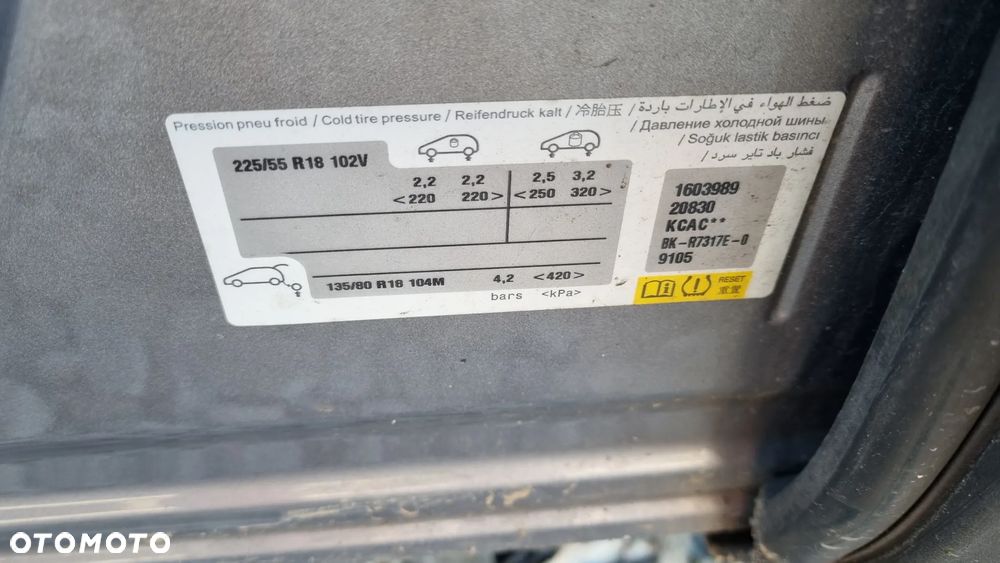 Pression pneu froid / Cold tire pressure / Reifendruck kalt / 冷胎压 / ضغط الهواء في الإطارات باردة /
/ Давление холодной шины
/ Soğuk lastik basıncı
فشار باد تایر سرد /
225/55 R18 102V
2,2 2,2 2,5 3,2
<220 220> <250 320>
135/80 R18 104M 4,2 <420>
bars <kPa>
1603989
20830
KCAC**
BK-R7317E-0
9105
RESET
重置
OTOMOTO